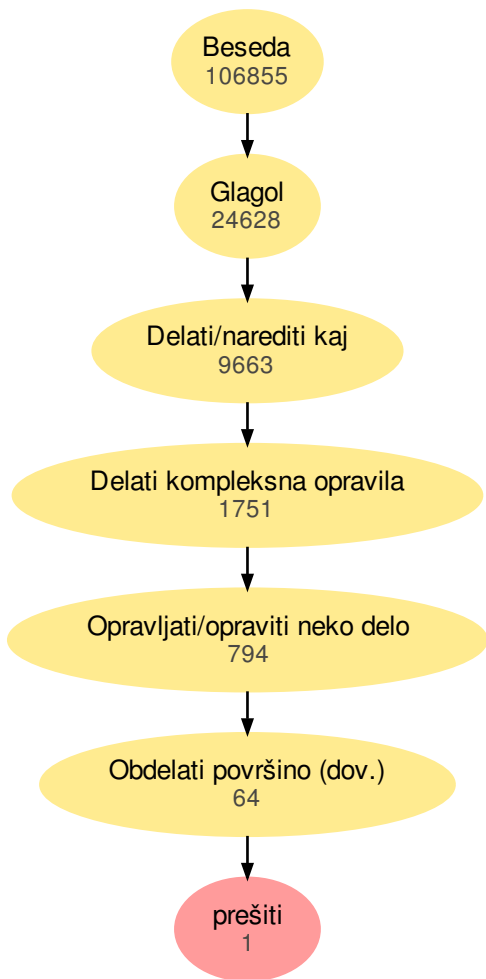 Beseda
106855
Glagol
24628
Delati/narediti kaj
9663
Delati kompleksna opravila
1751
Opravljati/opraviti neko delo
794
Obdelati površino (dov.)
64
prešiti
1